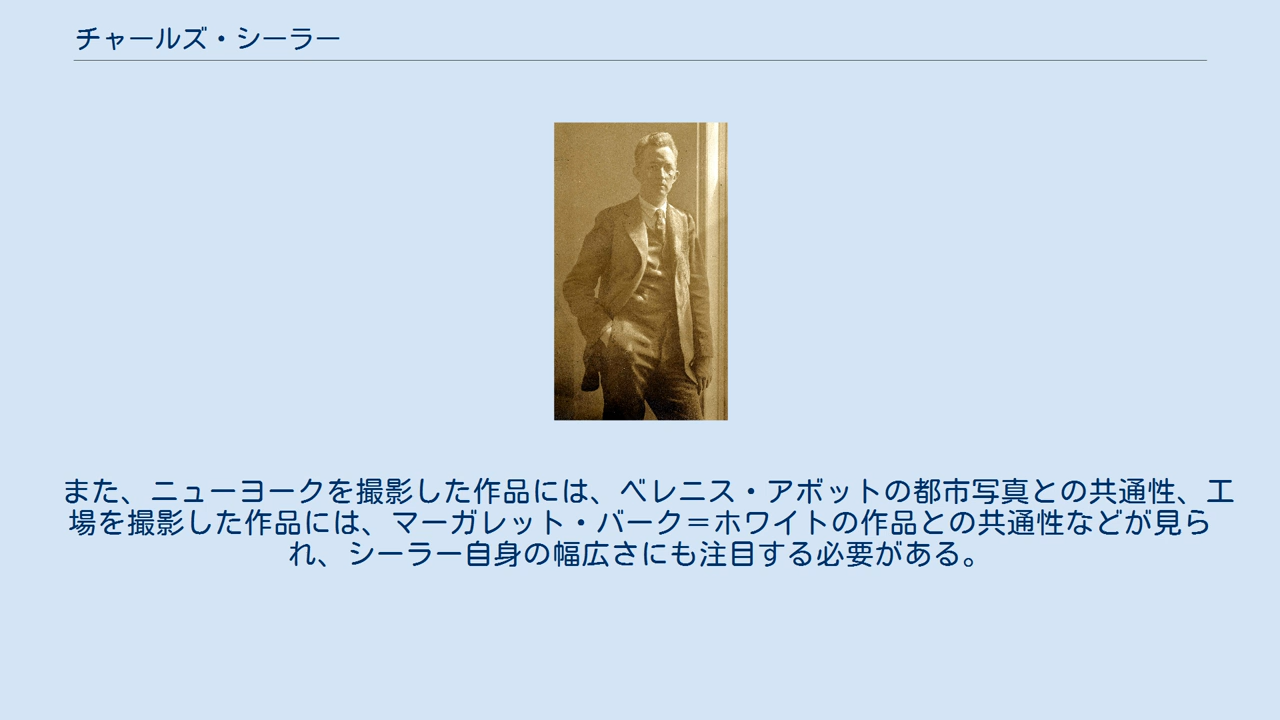 チャールズ・シーラー
また、ニューヨークを撮影した作品には、ベレニス・アボットの都市写真との共通性、工
場を撮影した作品には、マーガレット・バーク＝ホワイトの作品との共通性などが見ら
れ、シーラー自身の幅広さにも注目する必要がある。